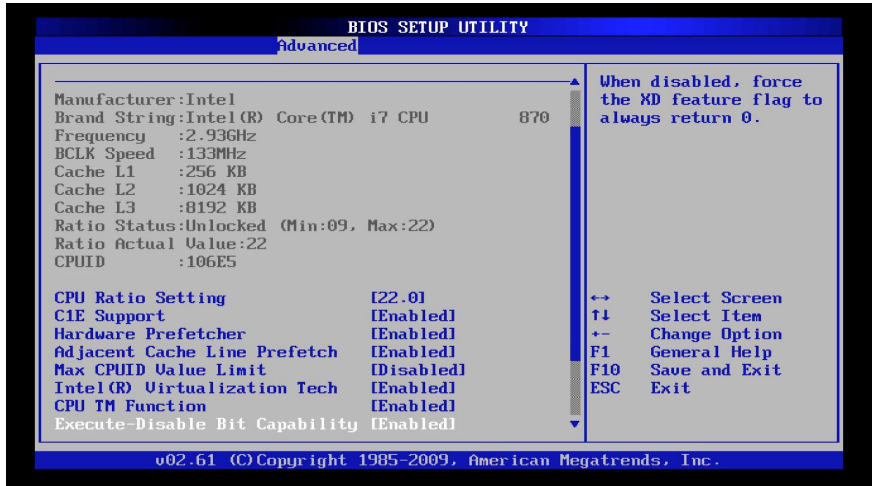 BIOS SETUP UTILITY
Advanced
Manufacturer:Intel
Brand String:Intel(R) Core(TM) i7 CPU 870
Frequency :2.93GHz
BCLK Speed :133MHz
Cache L1 :256 KB
Cache L2 :1024 KB
Cache L3 :8192 KB
Ratio Status:Unlocked (Min:09, Max:22)
Ratio Actual Value:22
CPUID :106E5
CPU Ratio Setting [22.0]
C1E Support [Enabled]
Hardware Prefetcher [Enabled]
Adjacent Cache Line Prefetch [Enabled]
Max CPUID Value Limit [Disabled]
Intel(R) Virtualization Tech [Enabled]
CPU TM Function [Enabled]
Execute-Disable Bit Capability [Enabled]
When disabled, force
the XD feature flag to
always return 0.
↔ Select Screen
↑↓ Select Item
+- Change Option
F1 General Help
F10 Save and Exit
ESC Exit
v02.61 (C)Copyright 1985-2009, American Megatrends, Inc.